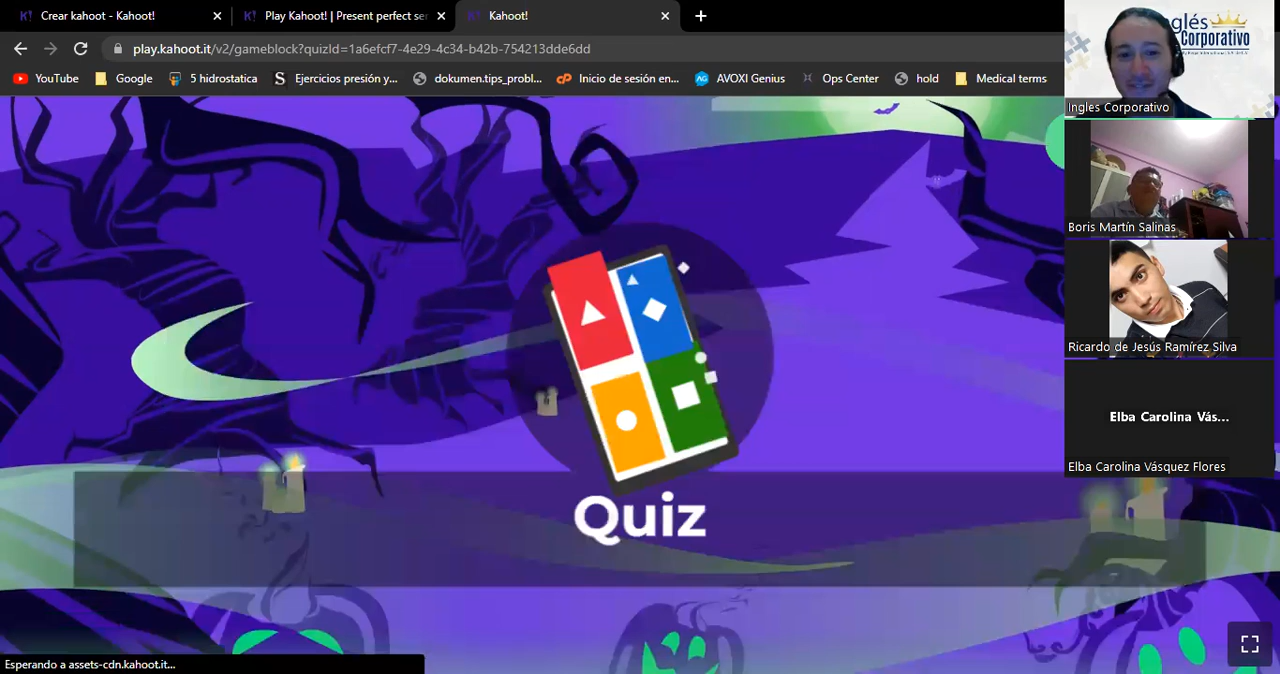 Crear kahoot - Kahoot!
Play Kahoot! | Present perfect ser
Kahoot!
play.kahoot.it/v2/gameblock?quizId=1a6efcf7-4e29-4c34-b42b-754213dde6dd
YouTube
Google
5 hidrostatica
Ejercicios presión y...
dokumen.tips_probl...
Inicio de sesión en...
AVOXI Genius
Ops Center
hold
Medical terms
Inglés
Corporativo
Ingles Corporativo
Boris Martín Salinas
Ricardo de Jesús Ramírez Silva
Elba Carolina Vás...
Elba Carolina Vásquez Flores
Quiz
Esperando a assets-cdn.kahoot.it...